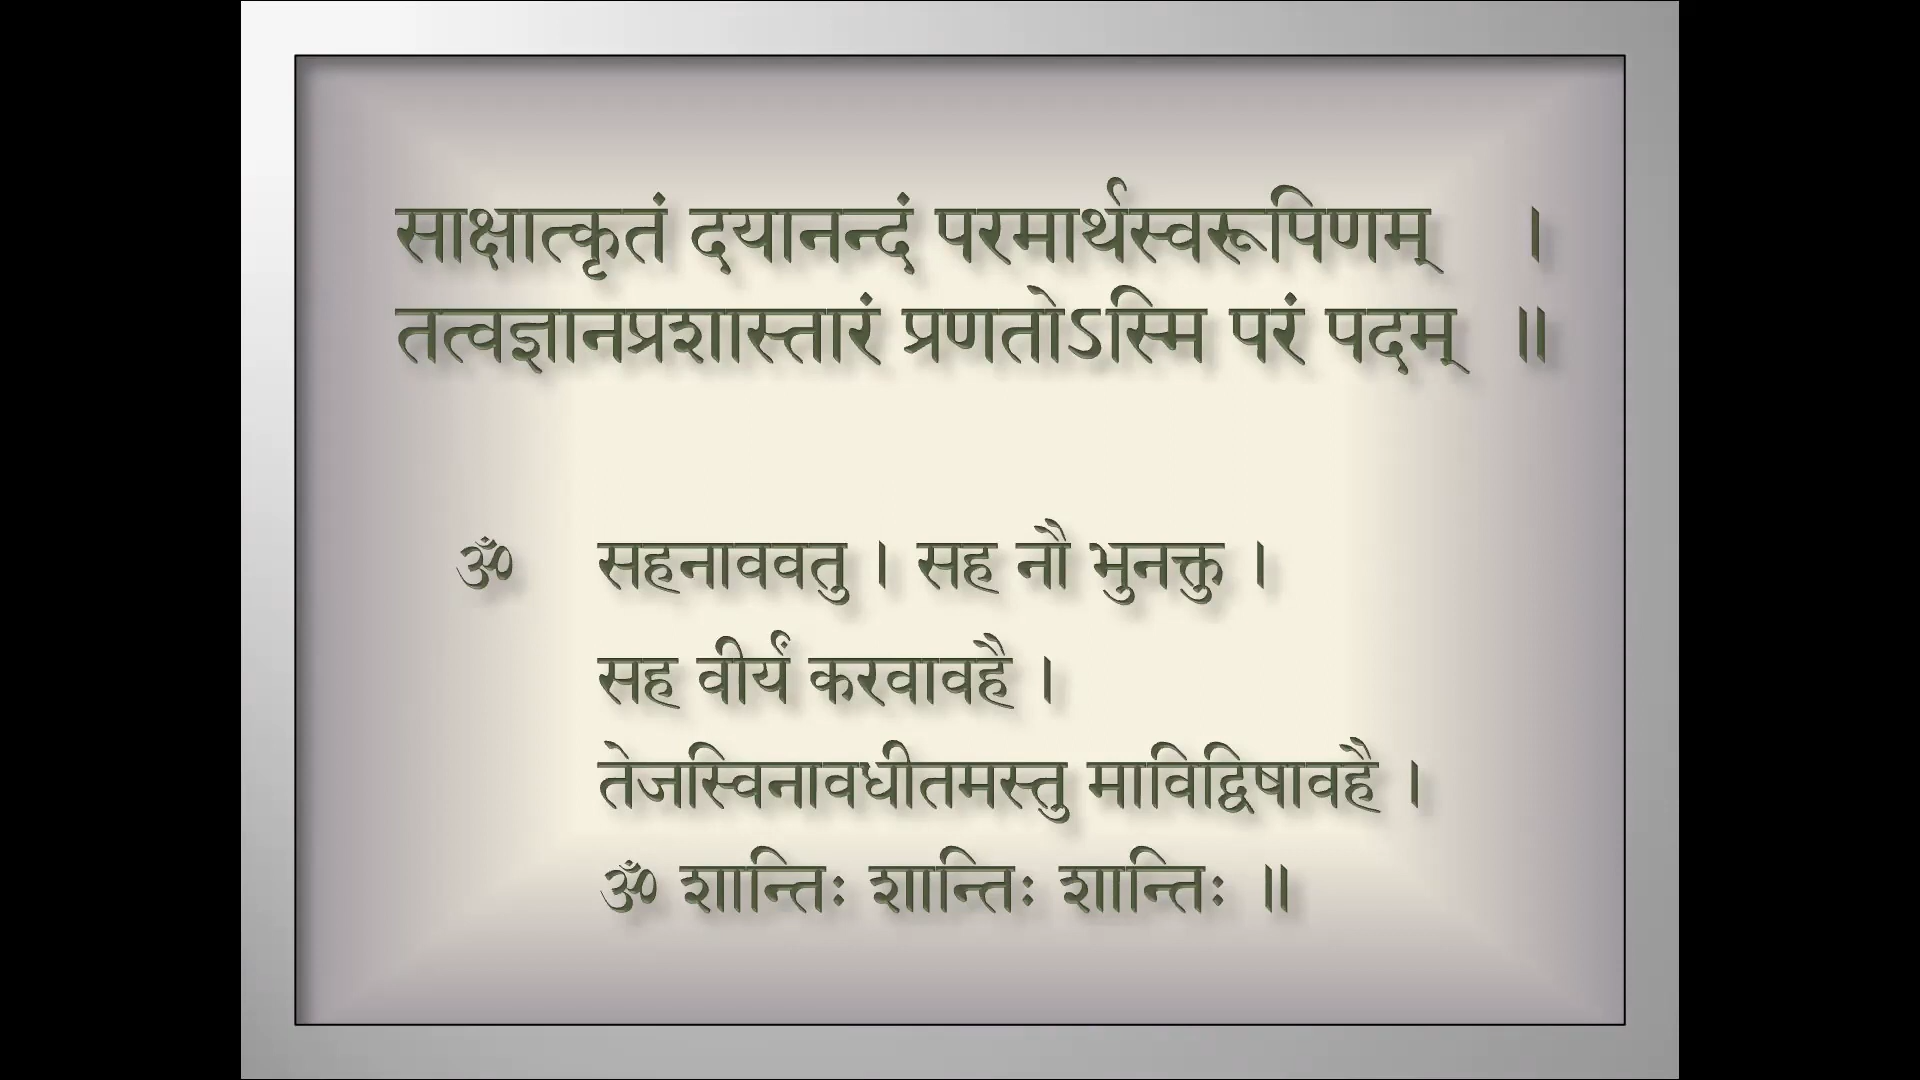 साक्षात्कृतं दयानन्दं परमार्थस्वरूपिणम् ।
तत्वज्ञानप्रशास्तारं प्रणतोऽस्मि परं पदम् ॥
ॐ सहनाववतु । सह नौ भुनक्तु ।
सह वीर्यं करवावहै ।
तेजस्विनावधीतमस्तु माविद्विषावहै ।
ॐ शान्तिः शान्तिः शान्तिः ॥